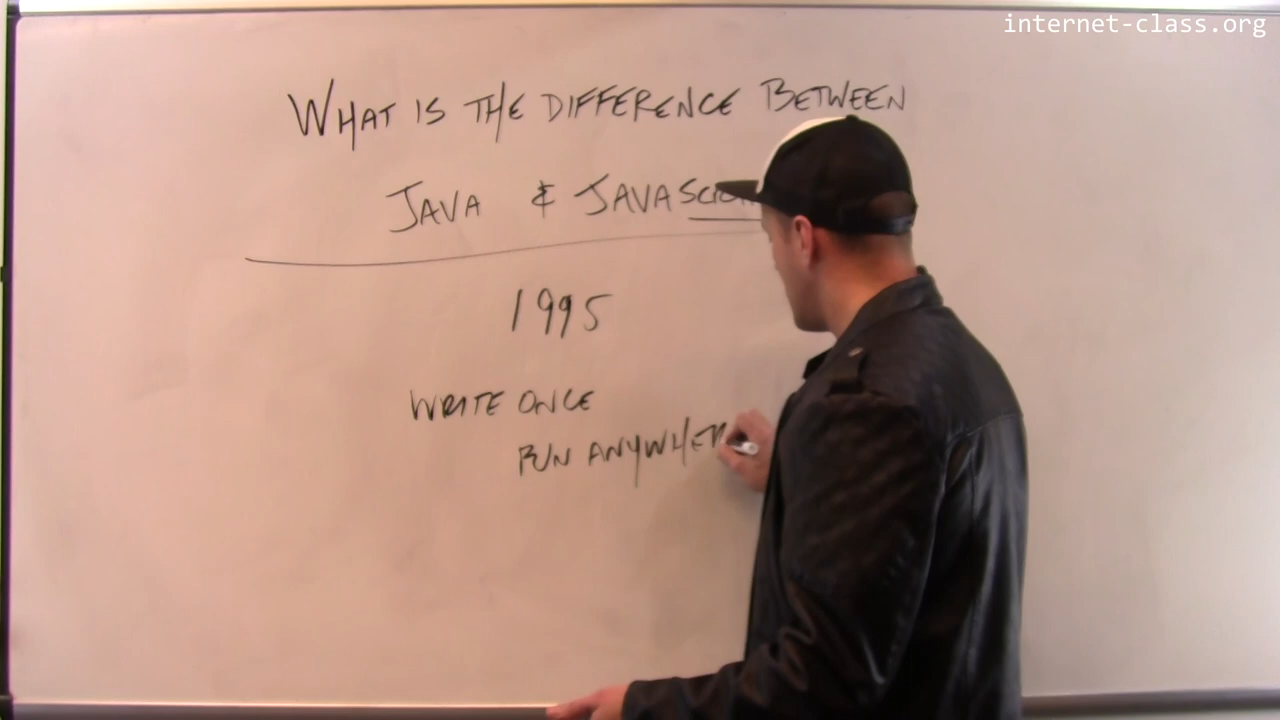 internet-class.org
WHAT IS THE DIFFERENCE BETWEEN
JAVA & JAVASCRI
1995
WRITE ONCE
RUN ANYWHER